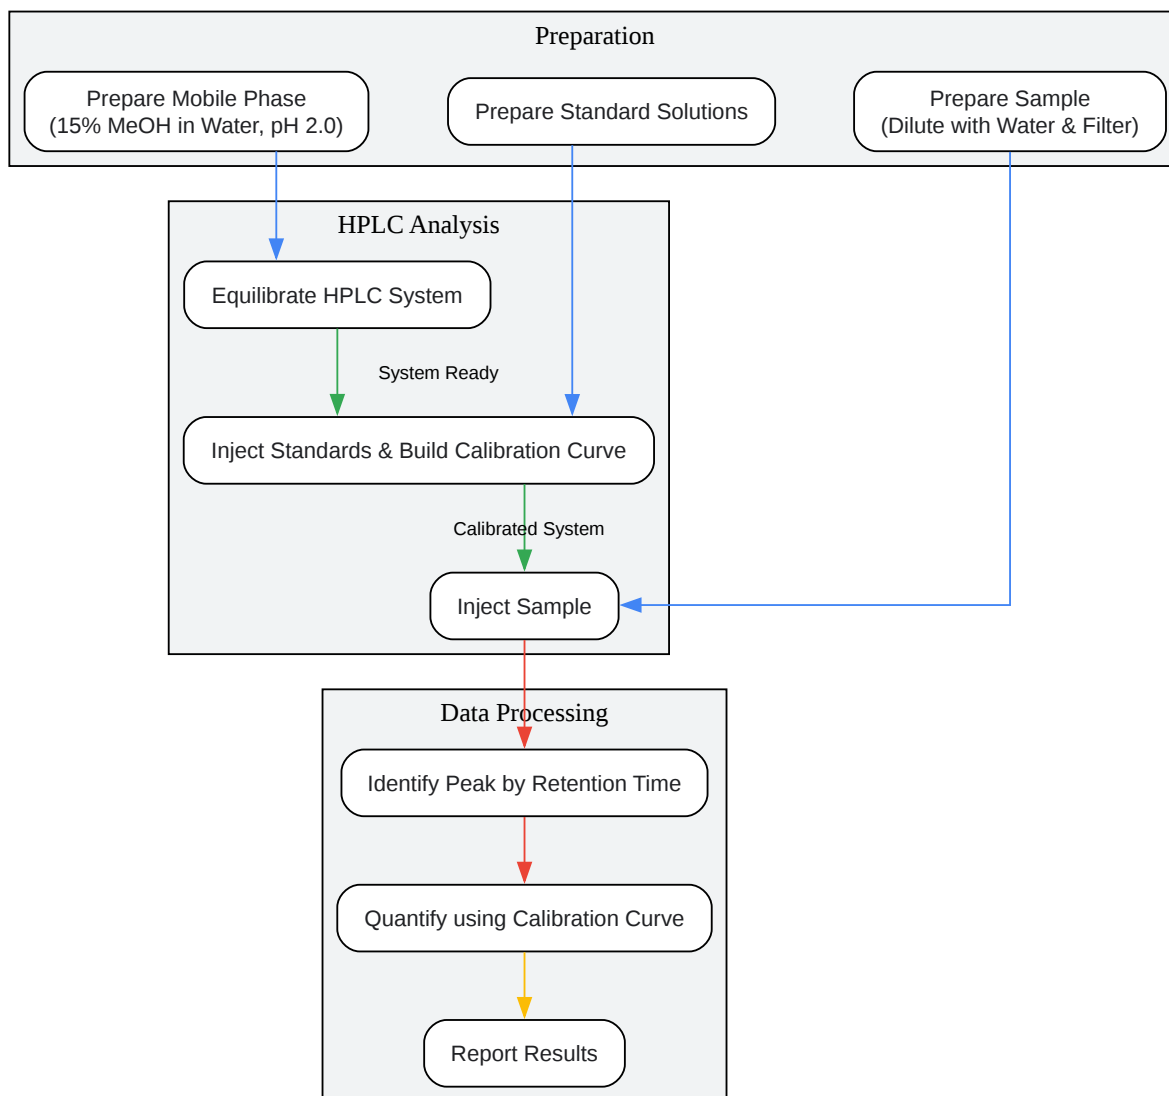 Preparation
Prepare Mobile Phase
(15% MeOH in Water, pH 2.0)
Prepare Standard Solutions
Prepare Sample
(Dilute with Water & Filter)
HPLC Analysis
Equilibrate HPLC System
System Ready
Inject Standards & Build Calibration Curve
Calibrated System
Inject Sample
Data Processing
Identify Peak by Retention Time
Quantify using Calibration Curve
Report Results